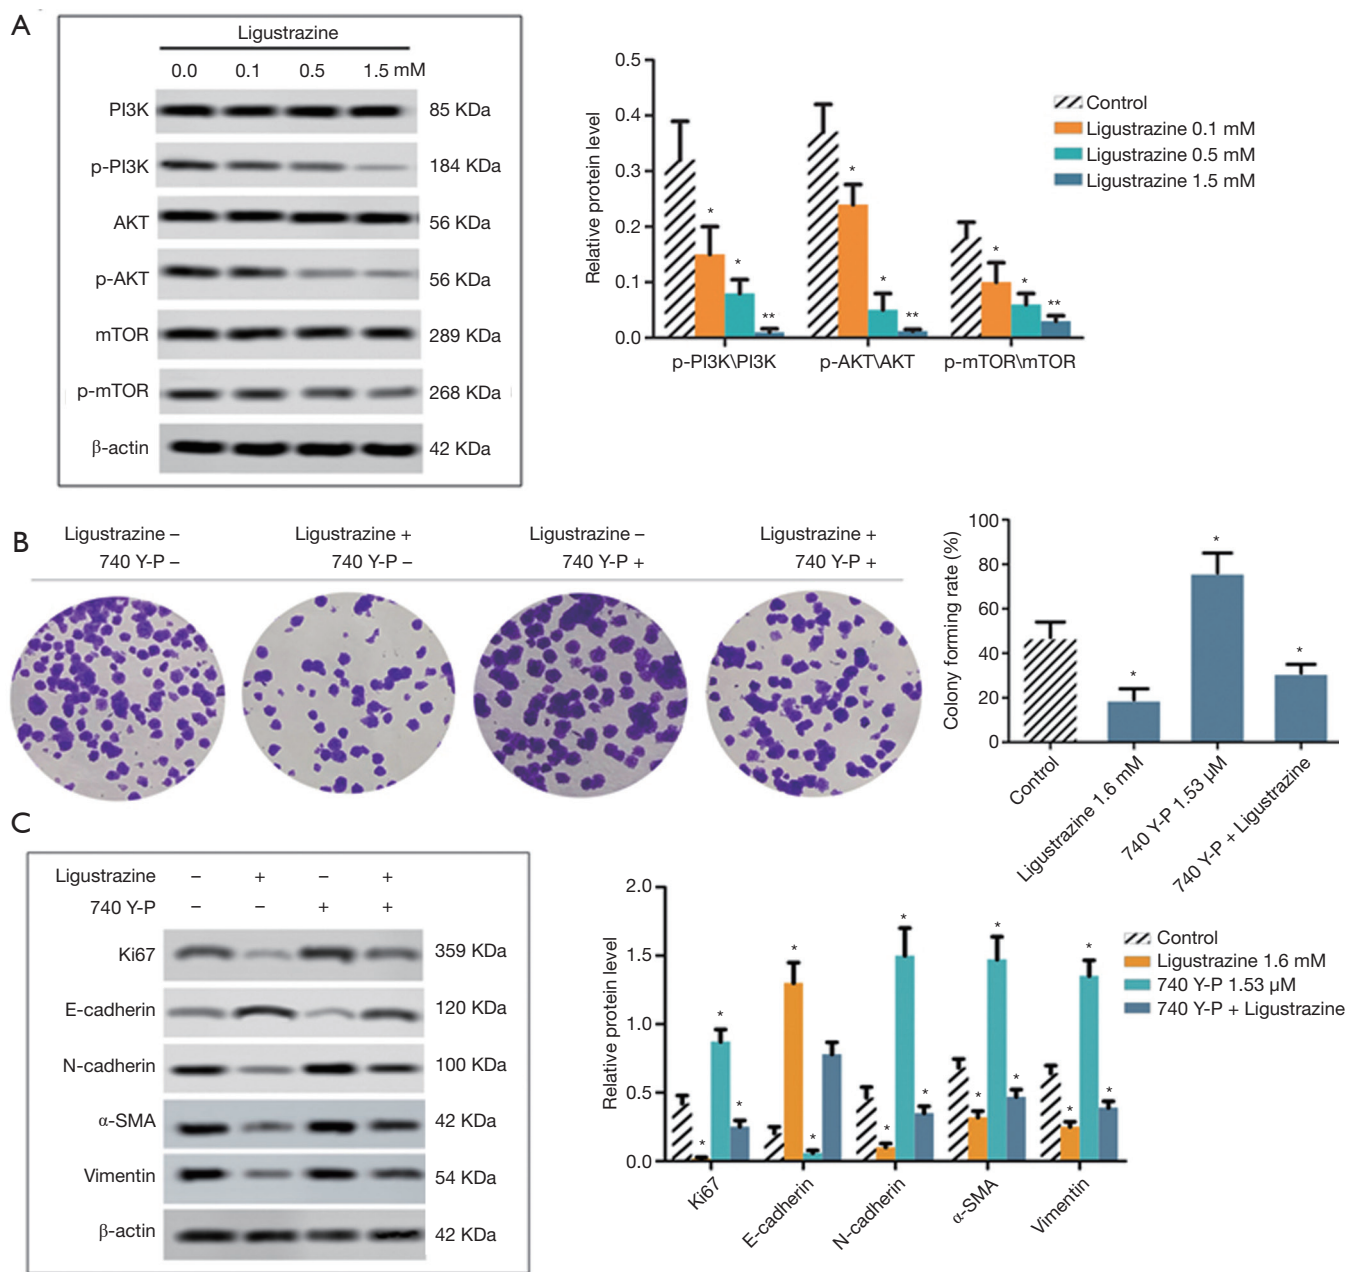 A
Ligustrazine
0.0 0.1 0.5 1.5 mM
PI3K 85 KDa
p-PI3K 184 KDa
AKT 56 KDa
p-AKT 56 KDa
mTOR 289 KDa
p-mTOR 268 KDa
β-actin 42 KDa
Relative protein level
0.5
0.4
0.3
0.2
0.1
0.0
* * **
* * **
* * **
p-PI3K\PI3K p-AKT\AKT p-mTOR\mTOR
Control
Ligustrazine 0.1 mM
Ligustrazine 0.5 mM
Ligustrazine 1.5 mM
B
Ligustrazine – Ligustrazine + Ligustrazine – Ligustrazine +
740 Y-P – 740 Y-P – 740 Y-P + 740 Y-P +
Colony forming rate (%)
100
80
60
40
20
0
* * *
Control
Ligustrazine 1.6 mM
740 Y-P 1.53 μM
740 Y-P + Ligustrazine
C
Ligustrazine – + – +
740 Y-P – – + +
Ki67 359 KDa
E-cadherin 120 KDa
N-cadherin 100 KDa
α-SMA 42 KDa
Vimentin 54 KDa
β-actin 42 KDa
Relative protein level
2.0
1.5
1.0
0.5
0.0
* * *
* *
* * *
* * *
* * *
Ki67
E-cadherin
N-cadherin
α-SMA
Vimentin
Control
Ligustrazine 1.6 mM
740 Y-P 1.53 μM
740 Y-P + Ligustrazine